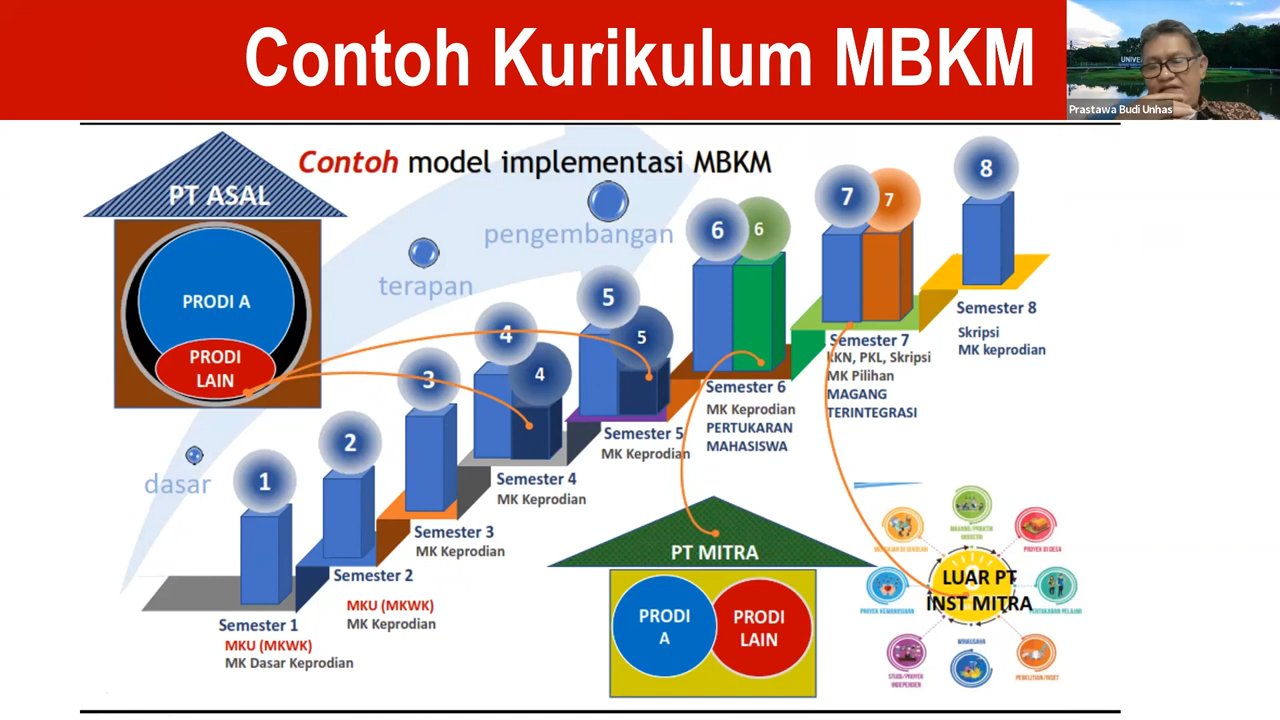 Contoh Kurikulum MBKM
UNIVE
Prastawa Budi Unhas
Contoh model implementasi MBKM
PT ASAL
PRODI A
PRODI
LAIN
dasar
terapan
pengembangan
1
2
3
4
4
5
5
6
6
7
7
8
Semester 1
MKU (MKWK)
MK Dasar Keprodian
Semester 2
MKU (MKWK)
MK Keprodian
Semester 3
MK Keprodian
Semester 4
MK Keprodian
Semester 5
MK Keprodian
Semester 6
MK Keprodian
PERTUKARAN
MAHASISWA
Semester 7
KKN, PKL, Skripsi
MK Pilihan
MAGANG
TERINTEGRASI
Semester 8
Skripsi
MK keprodian
PT MITRA
PRODI
A
PRODI
LAIN
LUAR PT
INST MITRA
MAGANG/PRAKTIK
INDUSTRI
MENGAJAR DI SEKOLAH
PROYEK DI DESA
PROYEK KEMANUSIAAN
PERTUKARAN PELAJAR
STUDI/PROYEK
INDEPENDEN
WIRAUSAHA
PENELITIAN/RISET